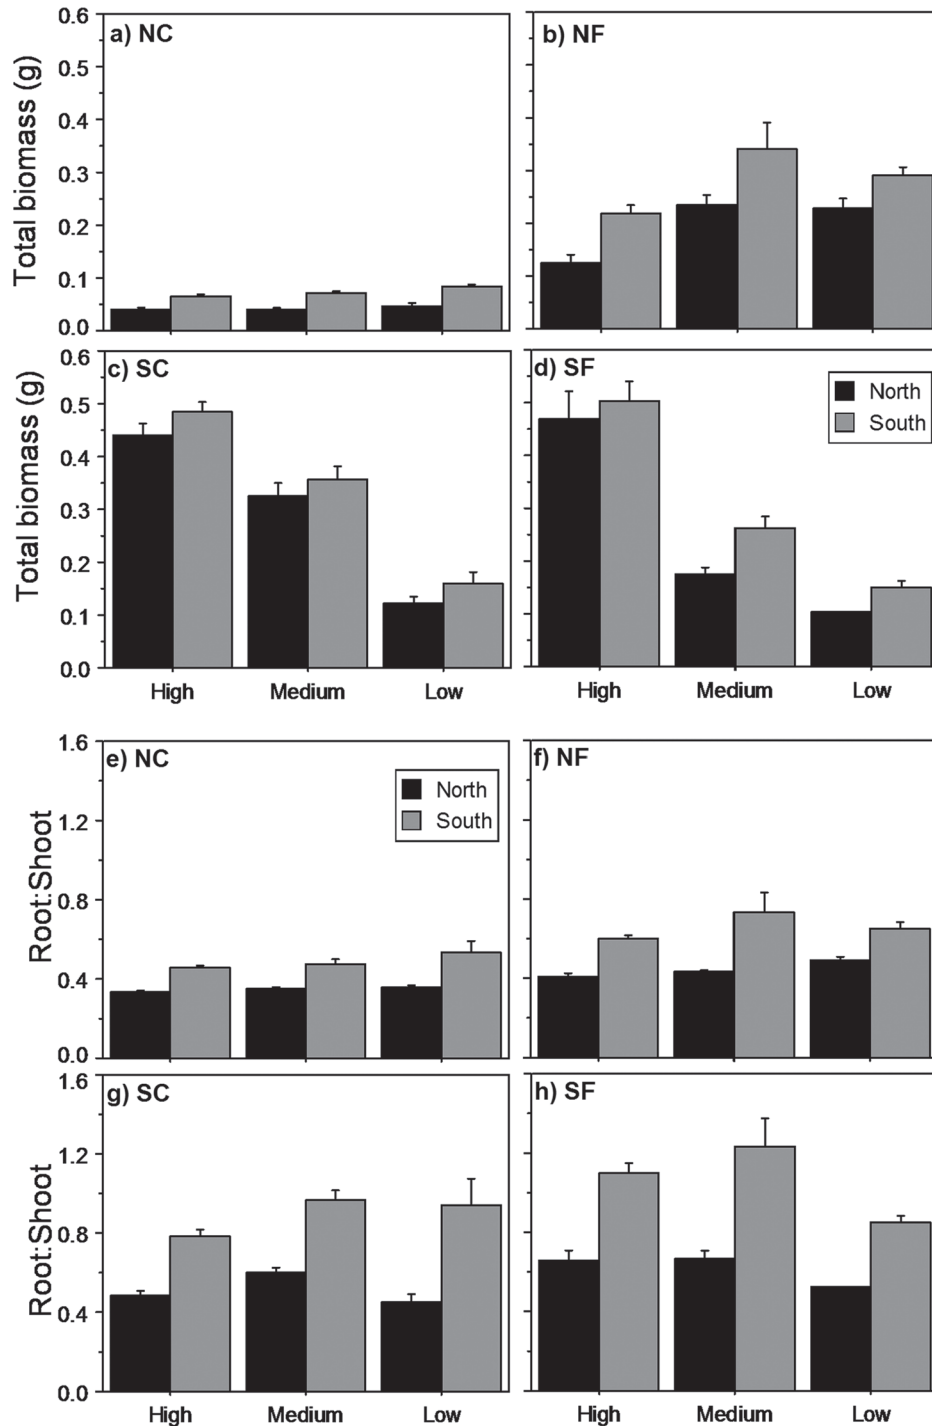 a) NC
b) NF
Total biomass (g)
0.6
0.5
0.4
0.3
0.2
0.1
0.0
c) SC
d) SF
North
South
Total biomass (g)
0.6
0.5
0.4
0.3
0.2
0.1
0.0
High Medium Low
High Medium Low
e) NC
f) NF
North
South
Root:Shoot
1.6
1.2
0.8
0.4
0.0
g) SC
h) SF
Root:Shoot
1.6
1.2
0.8
0.4
0.0
High Medium Low
High Medium Low